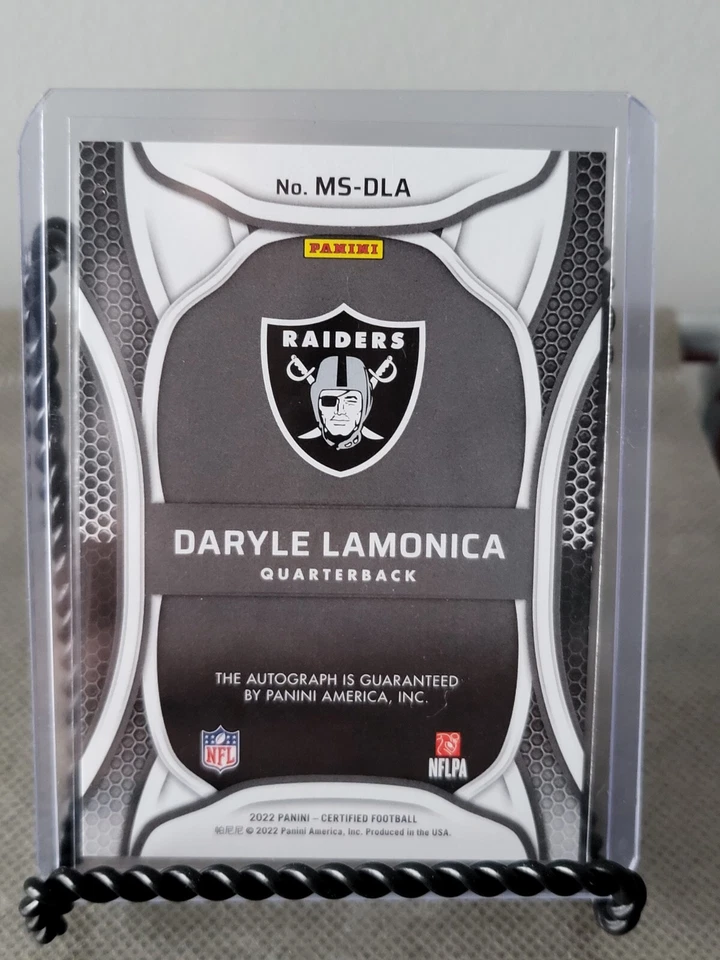 No. MS-DLA
PANINI
RAIDERS
DARYLE LAMONICA
QUARTERBACK
THE AUTOGRAPH IS GUARANTEED
BY PANINI AMERICA, INC.
NFL
NFLPA
2022 PANINI – CERTIFIED FOOTBALL
帕尼尼 © 2022 Panini America, Inc. Produced in the USA.